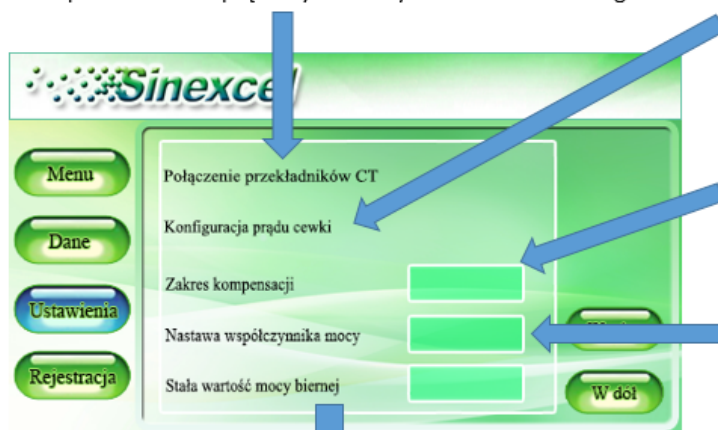 Sinexcel
Menu
Połączenie przekładników CT
Konfiguracja prądu cewki
Dane
Zakres kompensacji
Ustawienia
Nastawa współczynnika mocy
Rejestracja
Stała wartość mocy biernej
W dół